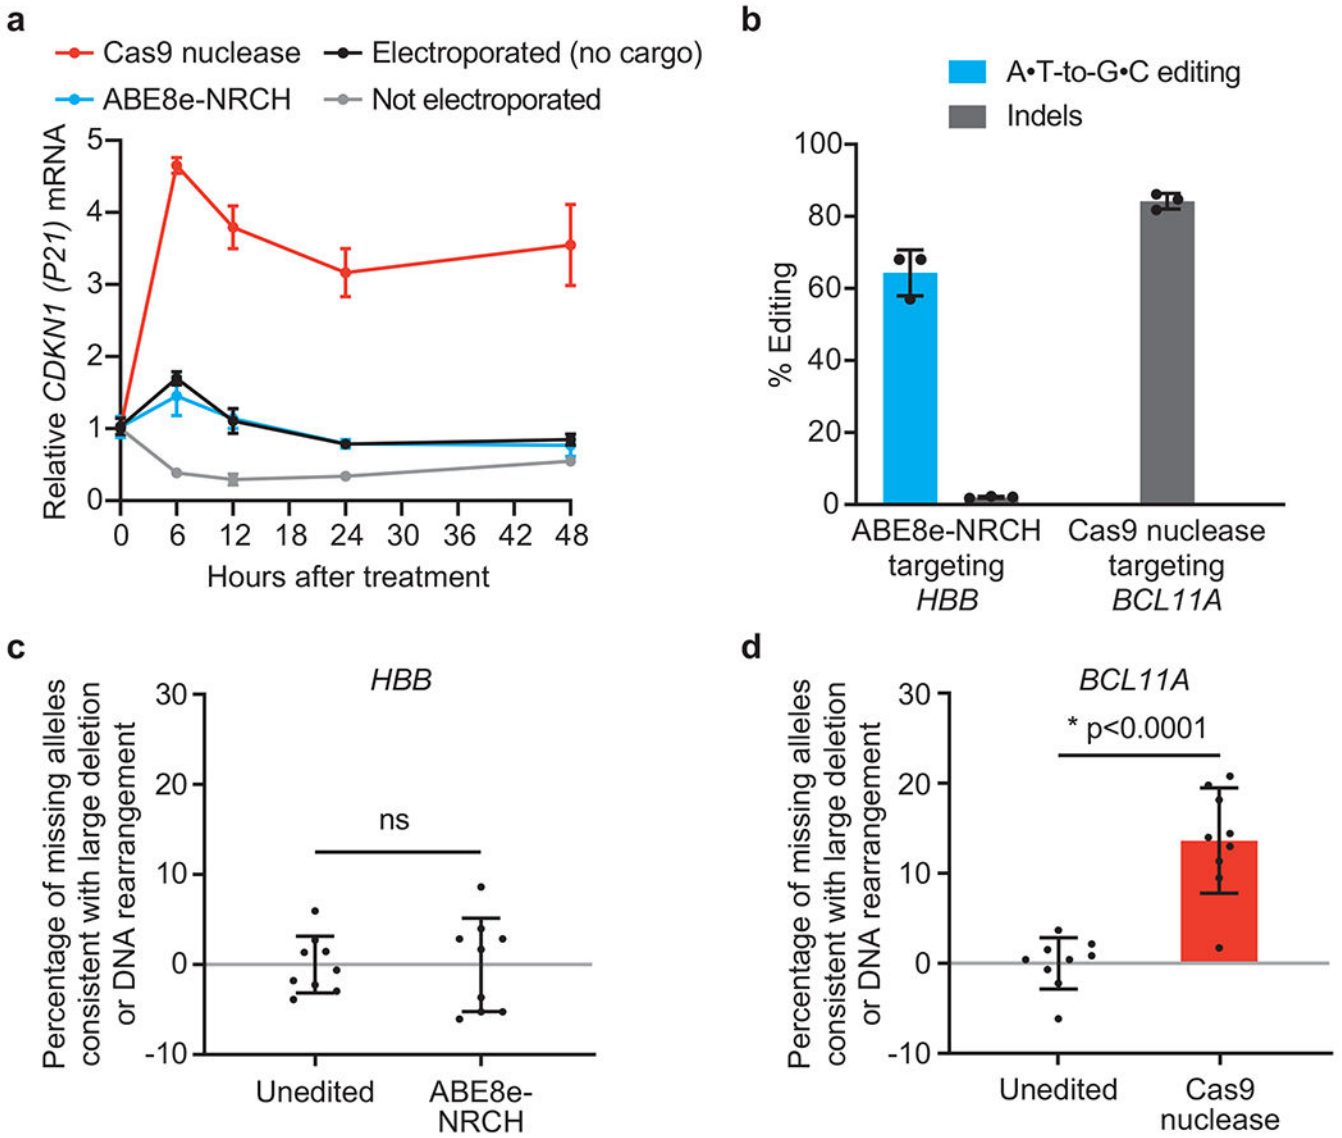 a
Cas9 nuclease
Electroporated (no cargo)
ABE8e-NRCH
Not electroporated
Relative CDKN1 (P21) mRNA
5
4
3
2
1
0
0 6 12 18 24 30 36 42 48
Hours after treatment
b
A•T-to-G•C editing
Indels
% Editing
100
80
60
40
20
0
ABE8e-NRCH
targeting
HBB
Cas9 nuclease
targeting
BCL11A
c
HBB
Percentage of missing alleles
consistent with large deletion
or DNA rearrangement
30
20
10
0
-10
ns
Unedited
ABE8e-
NRCH
d
BCL11A
* p<0.0001
Percentage of missing alleles
consistent with large deletion
or DNA rearrangement
30
20
10
0
-10
Unedited
Cas9
nuclease